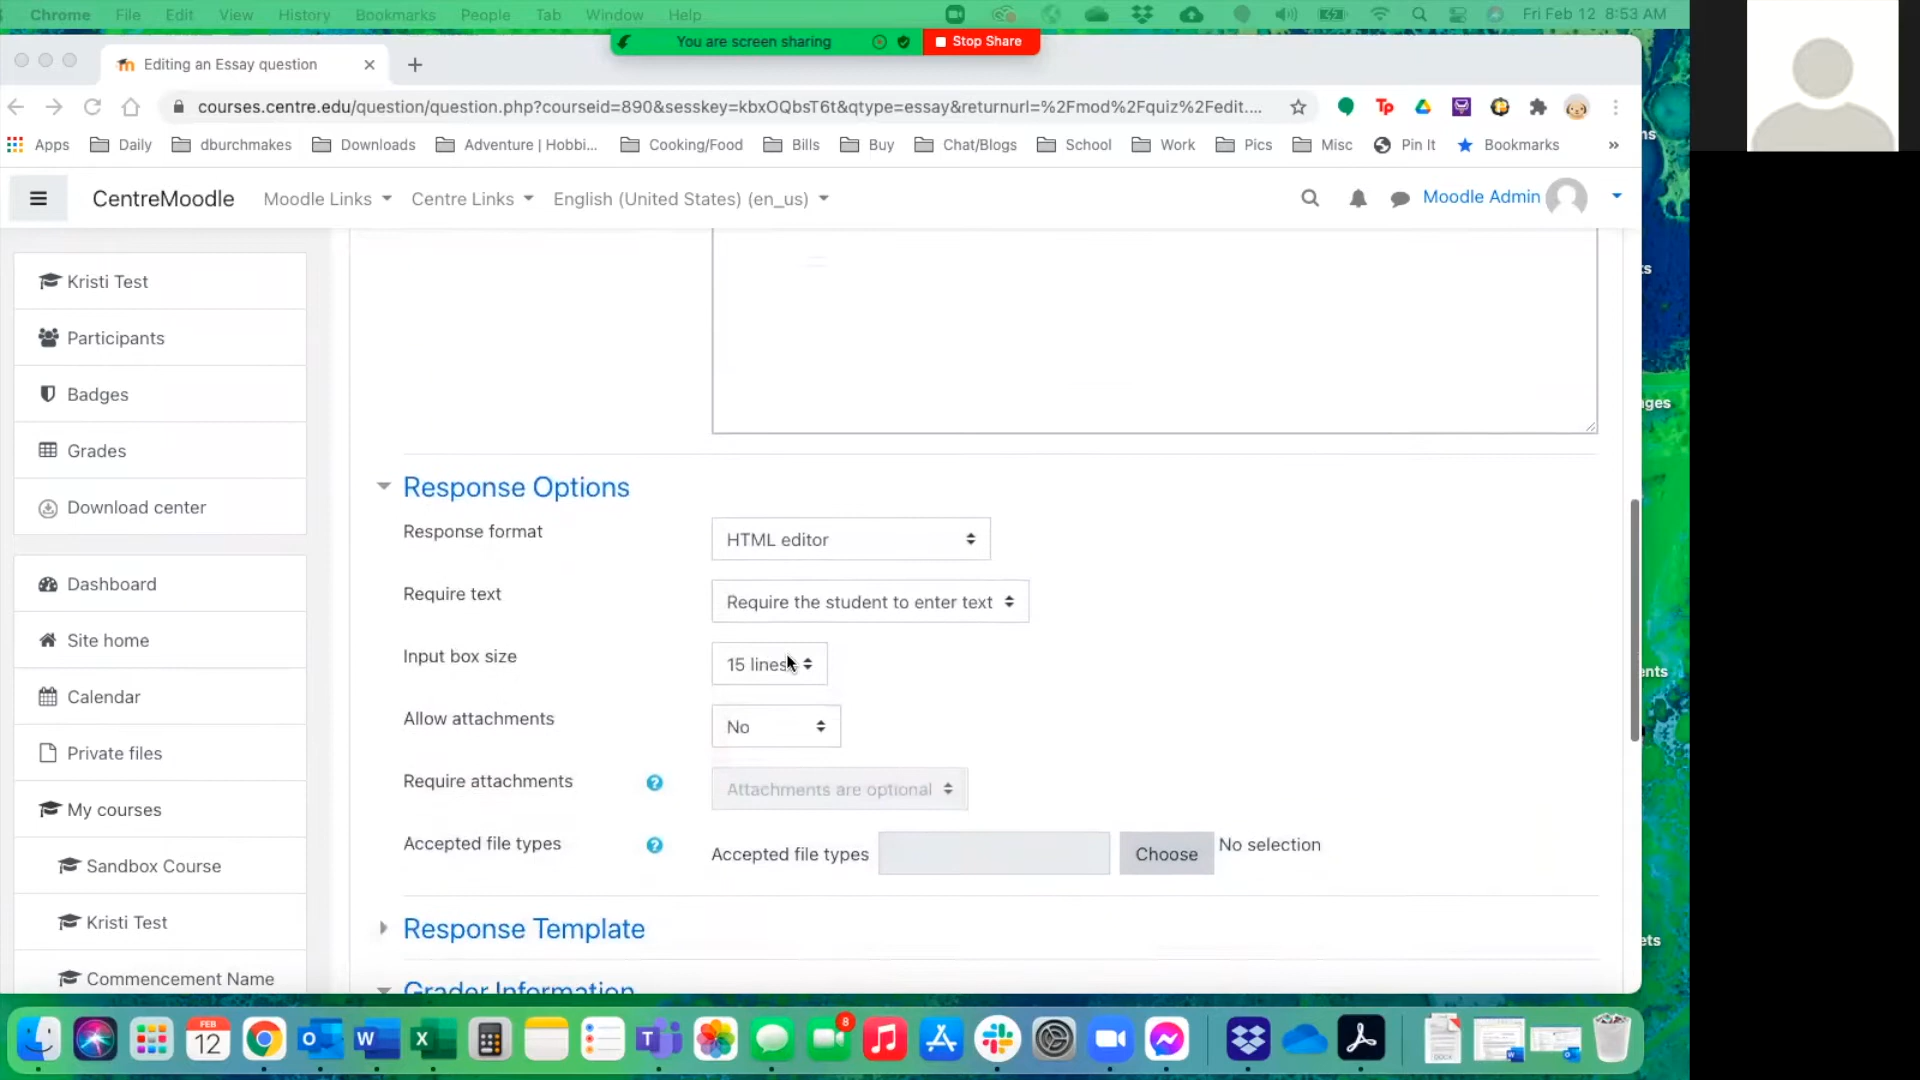 Chrome File Edit View History Bookmarks People Tab Window Help Fri Feb 12 8:53 AM
You are screen sharing Stop Share
Editing an Essay question
courses.centre.edu/question/question.php?courseid=890&sesskey=kbxOQbsT6t&qtype=essay&returnurl=%2Fmod%2Fquiz%2Fedit....
Apps Daily dburchmakes Downloads Adventure | Hobbi... Cooking/Food Bills Buy Chat/Blogs School Work Pics Misc Pin It Bookmarks »
CentreMoodle Moodle Links Centre Links English (United States) (en_us) Moodle Admin
Kristi Test
Participants
Badges
Grades
Download center
Dashboard
Site home
Calendar
Private files
My courses
Sandbox Course
Kristi Test
Commencement Name
Response Options
Response format HTML editor
Require text Require the student to enter text
Input box size 15 lines
Allow attachments No
Require attachments Attachments are optional
Accepted file types Accepted file types Choose No selection
Response Template
Grader Information
FEB
12
8